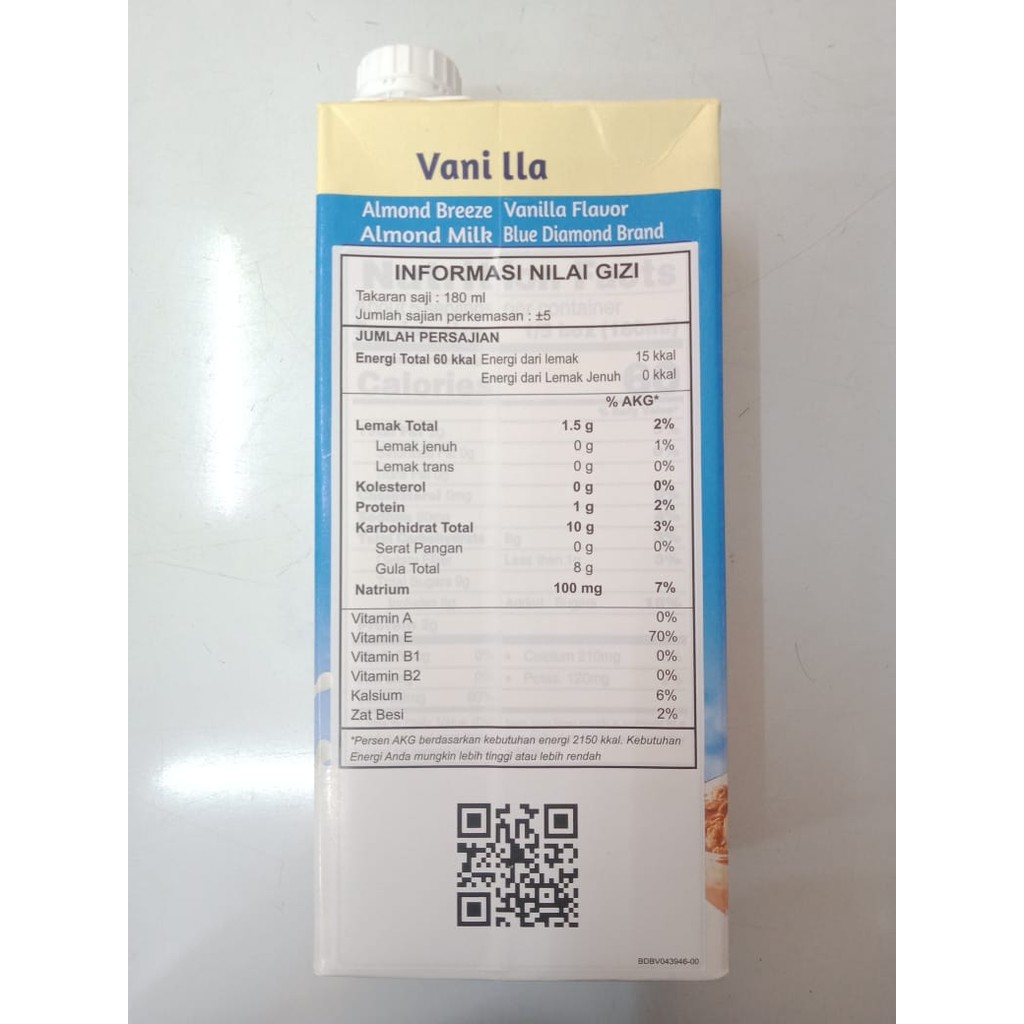 Vanilla
Almond Breeze Vanilla Flavor
Almond Milk Blue Diamond Brand
INFORMASI NILAI GIZI
Takaran saji : 180 ml
Jumlah sajian perkemasan : ±5
JUMLAH PERSAJIAN
Energi Total 60 kkal Energi dari lemak 15 kkal
Energi dari Lemak Jenuh 0 kkal
% AKG*
Lemak Total 1.5 g 2%
Lemak jenuh 0 g 1%
Lemak trans 0 g 0%
Kolesterol 0 g 0%
Protein 1 g 2%
Karbohidrat Total 10 g 3%
Serat Pangan 0 g 0%
Gula Total 8 g
Natrium 100 mg 7%
Vitamin A 0%
Vitamin E 70%
Vitamin B1 0%
Vitamin B2 0%
Kalsium 6%
Zat Besi 2%
*Persen AKG berdasarkan kebutuhan energi 2150 kkal. Kebutuhan
Energi Anda mungkin lebih tinggi atau lebih rendah
BDBV043946-00